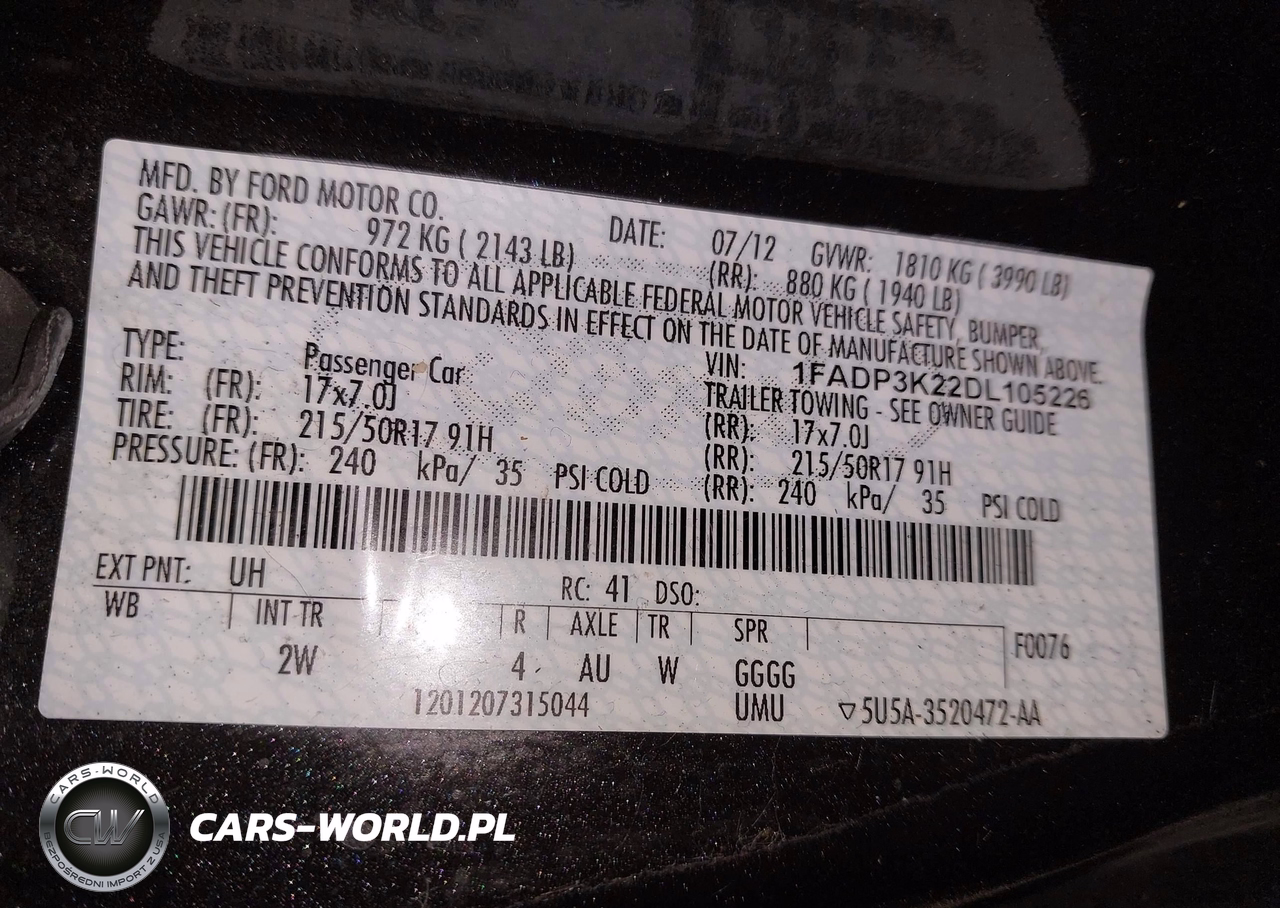 MFD. BY FORD MOTOR CO.
DATE: 07/12 GVWR: 1810 KG ( 3990 LB)
GAWR: (FR): 972 KG ( 2143 LB) (RR): 880 KG ( 1940 LB)
THIS VEHICLE CONFORMS TO ALL APPLICABLE FEDERAL MOTOR VEHICLE SAFETY, BUMPER,
AND THEFT PREVENTION STANDARDS IN EFFECT ON THE DATE OF MANUFACTURE SHOWN ABOVE.
VIN: 1FADP3K22DL105226
TYPE: Passenger Car TRAILER TOWING - SEE OWNER GUIDE
RIM: (FR): 17x7.0J (RR): 17x7.0J
TIRE: (FR): 215/50R17 91H (RR): 215/50R17 91H
PRESSURE: (FR): 240 kPa/ 35 PSI COLD (RR): 240 kPa/ 35 PSI COLD
EXT PNT: UH RC: 41 DSO:
WB INT TR R AXLE TR SPR F0076
2W 4 AU W GGGG
1201207315044 UMU ▽5U5A-3520472-AA
CARS-WORLD
CW
BEZPOŚREDNI IMPORT Z USA
CARS-WORLD.PL